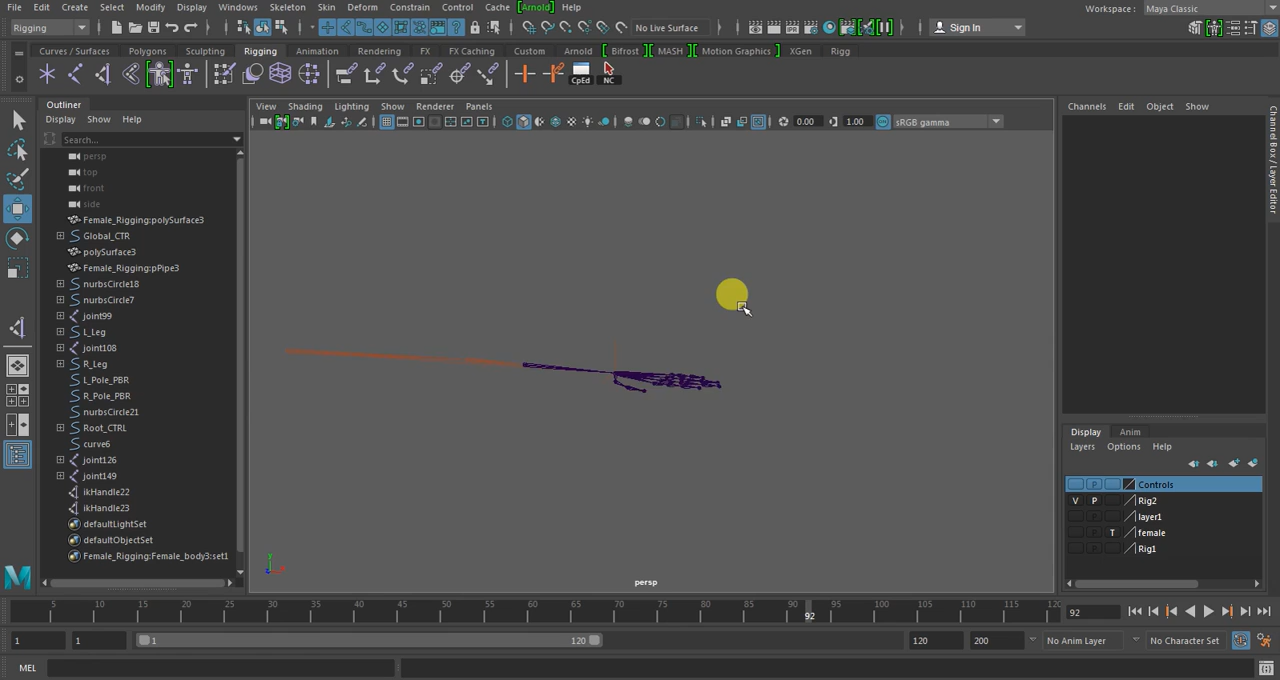 File Edit Create Select Modify Display Windows Skeleton Skin Deform Constrain Control Cache Arnold Help Workspace: Maya Classic
Rigging No Live Surface Sign In
Curves / Surfaces Polygons Sculpting Rigging Animation Rendering FX FX Caching Custom Arnold Bifrost MASH Motion Graphics XGen Rigg
CpEd NC
Outliner
Display Show Help
Search...
persp
top
front
side
Female_Rigging:polySurface3
Global_CTR
polySurface3
Female_Rigging:pPipe3
nurbsCircle18
nurbsCircle7
joint99
L_Leg
joint108
R_Leg
L_Pole_PBR
R_Pole_PBR
nurbsCircle21
Root_CTRL
curve6
joint126
joint149
ikHandle22
ikHandle23
defaultLightSet
defaultObjectSet
Female_Rigging:Female_body3:set1
View Shading Lighting Show Renderer Panels
0.00 1.00 sRGB gamma
y
persp
Channels Edit Object Show
Channel Box / Layer Editor
Display Anim
Layers Options Help
P Controls
V P Rig2
P layer1
P T female
P Rig1
5 10 15 20 25 30 35 40 45 50 55 60 65 70 75 80 85 90 92 95 100 105 110 115 120 92
1 1 1 120 120 200 No Anim Layer No Character Set
MEL